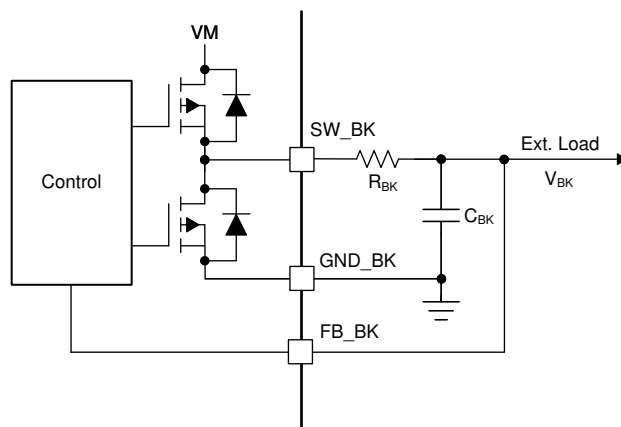 VM
Control
SW_BK
R_BK
Ext. Load
V_BK
C_BK
GND_BK
FB_BK